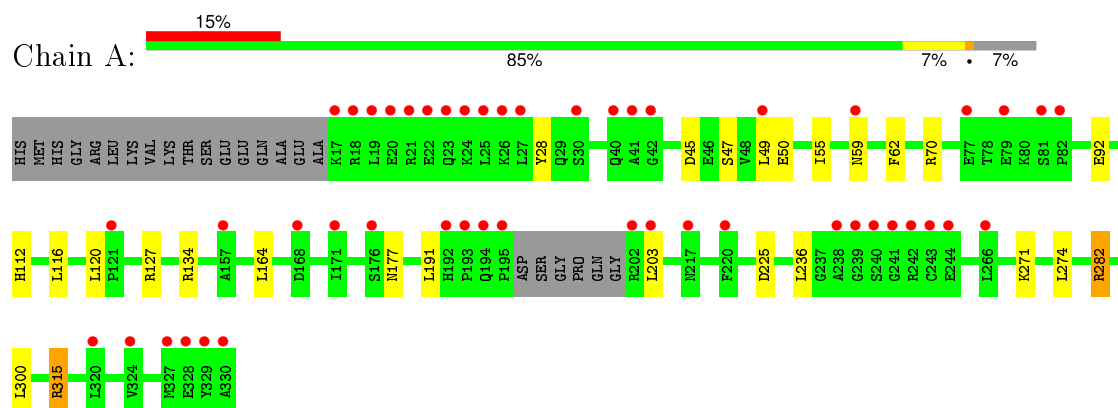 15%
Chain A:
85% 7% • 7%
HIS MET HIS GLY ARG LEU LYS VAL LYS THR SER GLU GLU GLN ALA GLU ALA K17 R18 L19 E20 R21 E22 Q23 K24 L25 K26 L27 Y28 Q29 S30 Q40 A41 G42 D45 E46 S47 V48 L49 E50 I55 N59 F62 R70 E77 T78 E79 K80 S81 P82 E92
H112 L116 L120 P121 R127 R134 A157 L164 D168 I171 S176 N177 L191 H192 P193 Q194 P195 ASP SER GLY PRO GLN GLY R202 L203 N217 F220 D225 L236 G237 A238 G239 S240 G241 R242 C243 E244 L266 K271 L274 R282
L300 R315 L320 V324 M327 E328 Y329 A330